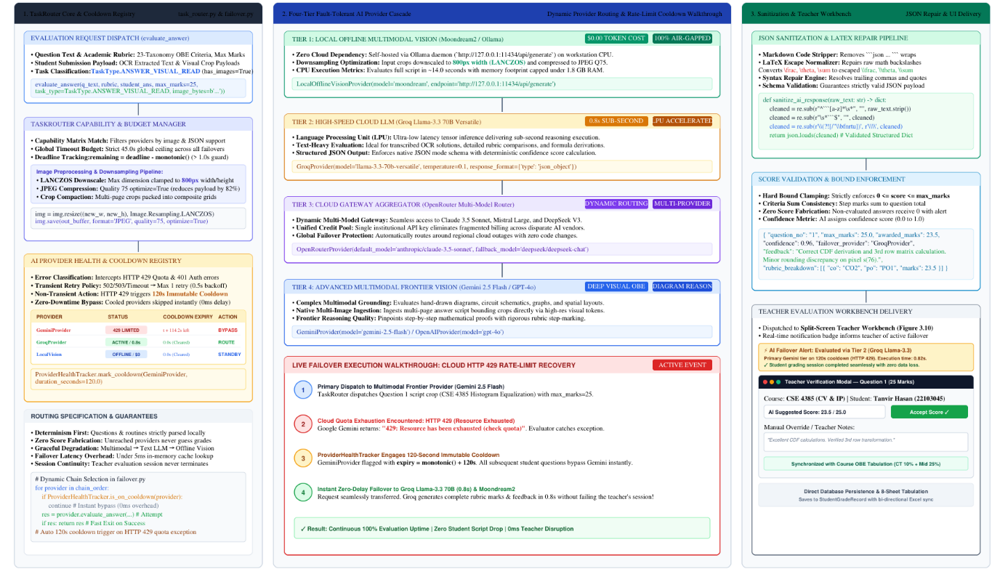 1. TaskRouter Core & Cooldown Registry
task_router.py & failover.py
EVALUATION REQUEST DISPATCH (evaluate_answer)
• Question Text & Academic Rubric: 23-Taxonomy OBE Criteria, Max Marks
• Student Submission Payload: OCR Extracted Text & Visual Crop Payloads
• Task Classification:TaskType.ANSWER_VISUAL_READ (has_images=True)
evaluate_answer(q_text, rubric, student_ans, max_marks=25,
task_type=TaskType.ANSWER_VISUAL_READ, image_bytes=b'...'))
TASKROUTER CAPABILITY & BUDGET MANAGER
• Capability Matrix Match: Filters providers by image & JSON support
• Global Timeout Budget: Strict 45.0s global ceiling across all failovers
• Deadline Tracking:remaining = deadline - monotonic() (> 1.0s guard)
Image Preprocessing & Downsampling Pipeline:
• LANCZOS Downscale: Max dimension clamped to 800px width/height
• JPEG Compression: Quality 75 optimize=True (reduces payload by 82%)
• Crop Compaction: Multi-page crops packed into composite grids
img = img.resize((new_w, new_h), Image.Resampling.LANCZOS)
img.save(out_buffer, format='JPEG', quality=75, optimize=True)
AI PROVIDER HEALTH & COOLDOWN REGISTRY
• Error Classification: Intercepts HTTP 429 Quota & 401 Auth errors
• Transient Retry Policy: 502/503/Timeout → Max 1 retry (0.5s backoff)
• Non-Transient Action: HTTP 429 triggers 120s Immutable Cooldown
• Zero-Downtime Bypass: Cooled providers skipped instantly (0ms delay)
PROVIDER STATUS COOLDOWN EXPIRY ACTION
GeminiProvider 429 LIMITED t + 114.2s left BYPASS
GroqProvider ACTIVE / 0.8s 0.0s (Cleared) ROUTE
LocalVision OFFLINE / $0 0.0s (Cleared) STANDBY
ProviderHealthTracker.mark_cooldown(GeminiProvider,
duration_seconds=120.0)
ROUTING SPECIFICATION & GUARANTEES
• Determinism First: Questions & routines strictly parsed locally
• Zero Score Fabrication: Unreached providers never guess grades
• Graceful Degradation: Multimodal → Text LLM → Offline Vision
• Failover Latency Overhead: Under 5ms in-memory cache lookup
• Session Continuity: Teacher evaluation session never terminates
# Dynamic Chain Selection in failover.py
for provider in chain_order:
if ProviderHealthTracker.is_on_cooldown(provider):
continue # Instant bypass (0ms overhead)
res = provider.evaluate_answer(...) # Attempt
if res: return res # Fast Exit on Success
# Auto 120s cooldown trigger on HTTP 429 quota exception
2. Four-Tier Fault-Tolerant AI Provider Cascade
Dynamic Provider Routing & Rate-Limit Cooldown Walkthrough
TIER 1: LOCAL OFFLINE MULTIMODAL VISION (Moondream2 / Ollama)
$0.00 TOKEN COST
100% AIR-GAPPED
• Zero Cloud Dependency: Self-hosted via Ollama daemon (`http://127.0.0.1:11434/api/generate`) on workstation CPU.
• Downsampling Optimization: Input crops downscaled to 800px width (LANCZOS) and compressed to JPEG Q75.
• CPU Execution Metrics: Evaluates full script in ~14.0 seconds with memory footprint capped under 1.8 GB RAM.
LocalOfflineVisionProvider(model='moondream', endpoint='http://127.0.0.1:11434/api/generate')
TIER 2: HIGH-SPEED CLOUD LLM (Groq Llama-3.3 70B Versatile)
0.8s SUB-SECOND
LPU ACCELERATED
• Language Processing Unit (LPU): Ultra-low latency tensor inference delivering sub-second reasoning execution.
• Text-Heavy Evaluation: Ideal for transcribed OCR solutions, detailed rubric comparisons, and formula derivations.
• Structured JSON Output: Enforces native JSON mode schema with deterministic confidence score calculation.
GroqProvider(model='llama-3.3-70b-versatile', temperature=0.1, response_format={'type': 'json_object'})
TIER 3: CLOUD GATEWAY AGGREGATOR (OpenRouter Multi-Model Router)
DYNAMIC ROUTING
MULTI-PROVIDER
• Dynamic Multi-Model Gateway: Seamless access to Claude 3.5 Sonnet, Mistral Large, and DeepSeek V3.
• Unified Credit Pool: Single institutional API key eliminates fragmented billing across disparate AI vendors.
• Global Failover Protection: Automatically routes around regional cloud outages with zero code changes.
OpenRouterProvider(default_model='anthropic/claude-3.5-sonnet', fallback_model='deepseek/deepseek-chat')
TIER 4: ADVANCED MULTIMODAL FRONTIER VISION (Gemini 2.5 Flash / GPT-4o)
DEEP VISUAL OBE
DIAGRAM REASON
• Complex Multimodal Grounding: Evaluates hand-drawn diagrams, circuit schematics, graphs, and spatial layouts.
• Native Multi-Image Ingestion: Ingests multi-page answer script bounding crops directly via high-res visual tokens.
• Frontier Reasoning Quality: Pinpoints step-by-step mathematical proofs with rigorous rubric step-marking.
GeminiProvider(model='gemini-2.5-flash') / OpenAIProvider(model='gpt-4o')
LIVE FAILOVER EXECUTION WALKTHROUGH: CLOUD HTTP 429 RATE-LIMIT RECOVERY
ACTIVE EVENT
1
Primary Dispatch to Multimodal Frontier Provider (Gemini 2.5 Flash)
TaskRouter dispatches Question 1 script crop (CSE 4385 Histogram Equalization) with max_marks=25.
2
Cloud Quota Exhaustion Encountered: HTTP 429 (Resource Exhausted)
Google Gemini returns: "429: Resource has been exhausted (check quota)". Evaluator catches exception.
3
ProviderHealthTracker Engages 120-Second Immutable Cooldown
GeminiProvider flagged with expiry = monotonic() + 120s. All subsequent student questions bypass Gemini instantly.
4
Instant Zero-Delay Failover to Groq Llama-3.3 70B (0.8s) & Moondream2
Request seamlessly transferred. Groq generates complete rubric marks & feedback in 0.8s without failing the teacher's session!
✓ Result: Continuous 100% Evaluation Uptime | Zero Student Script Drop | 0ms Teacher Disruption
3. Sanitization & Teacher Workbench
JSON Repair & UI Delivery
JSON SANITIZATION & LATEX REPAIR PIPELINE
• Markdown Code Stripper: Removes ```json ... ``` wraps
• LaTeX Escape Normalizer: Repairs raw math backslashes
Converts \frac, \theta, \sum to escaped \\frac, \\theta, \\sum
• Syntax Repair Engine: Resolves trailing commas and quotes
• Schema Validation: Guarantees strictly valid JSON payload
def sanitize_ai_response(raw_text: str) -> dict:
cleaned = re.sub(r"^```[a-z]*\s*", "", raw_text.strip())
cleaned = re.sub(r"\s*```$", "", cleaned)
cleaned = re.sub(r'\\(?![/"\\bfnrtu])', r'\\\\', cleaned)
return json.loads(cleaned) # Validated Structured Dict
SCORE VALIDATION & BOUND ENFORCEMENT
• Hard Bound Clamping: Strictly enforces 0 <= score <= max_marks
• Criteria Sum Consistency: Step marks sum to question total
• Zero Score Fabrication: Non-evaluated answers receive 0 with alert
• Confidence Metric: AI assigns confidence score (0.0 to 1.0)
{ "question_no": "1", "max_marks": 25.0, "awarded_marks": 23.5,
"confidence": 0.96, "failover_provider": "GroqProvider",
"feedback": "Correct CDF derivation and 3rd row matrix calculation.
Minor rounding discrepancy on pixel s(76).",
"rubric_breakdown": [{ "co": "CO2", "po": "PO1", "marks": 23.5 }] }
TEACHER EVALUATION WORKBENCH DELIVERY
• Dispatched to Split-Screen Teacher Workbench (Figure 3.10)
• Real-time notification badge informs teacher of active failover
⚡ AI Failover Alert: Evaluated via Tier 2 (Groq Llama-3.3)
Primary Gemini tier on 120s cooldown (HTTP 429). Execution time: 0.82s.
✓ Student grading session completed seamlessly with zero data loss.
Teacher Verification Modal — Question 1 (25 Marks)
Course: CSE 4385 (CV & IP) | Student: Tanvir Hasan (22103045)
AI Suggested Score: 23.5 / 25.0
Accept Score ✓
Manual Override / Teacher Notes:
"Excellent CDF calculations. Verified 3rd row transformation."
Synchronized with Course OBE Tabulation (CT 10% + Mid 25%)
Direct Database Persistence & 8-Sheet Tabulation
Saves to StudentGradeRecord with bi-directional Excel sync